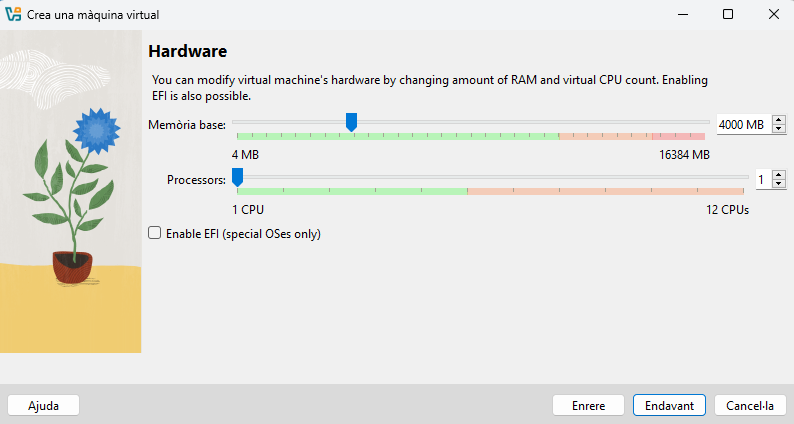 Crea una màquina virtual
Hardware
You can modify virtual machine's hardware by changing amount of RAM and virtual CPU count. Enabling
EFI is also possible.
Memòria base:
4000 MB
4 MB
16384 MB
Processors:
1
1 CPU
12 CPUs
Enable EFI (special OSes only)
Ajuda
Enrere
Endavant
Cancel·la